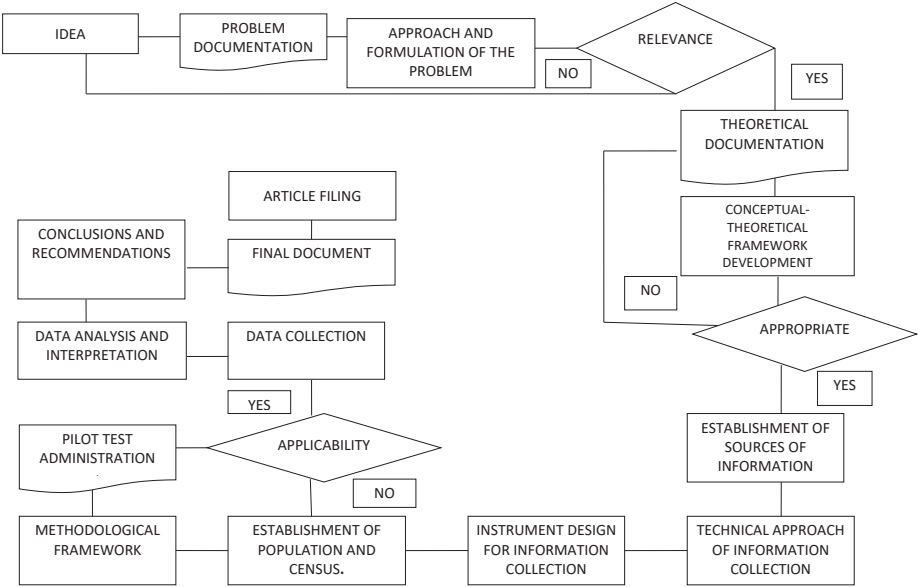 IDEA
PROBLEM
DOCUMENTATION
APPROACH AND
FORMULATION OF THE
PROBLEM
RELEVANCE
NO
YES
THEORETICAL
DOCUMENTATION
CONCEPTUAL-
THEORETICAL
FRAMEWORK
DEVELOPMENT
NO
APPROPRIATE
YES
ESTABLISHMENT OF
SOURCES OF
INFORMATION
TECHNICAL APPROACH
OF INFORMATION
COLLECTION
INSTRUMENT DESIGN
FOR INFORMATION
COLLECTION
ESTABLISHMENT OF
POPULATION AND
CENSUS.
METHODOLOGICAL
FRAMEWORK
PILOT TEST
ADMINISTRATION
.
APPLICABILITY
NO
YES
DATA COLLECTION
DATA ANALYSIS AND
INTERPRETATION
CONCLUSIONS AND
RECOMMENDATIONS
FINAL DOCUMENT
ARTICLE FILING